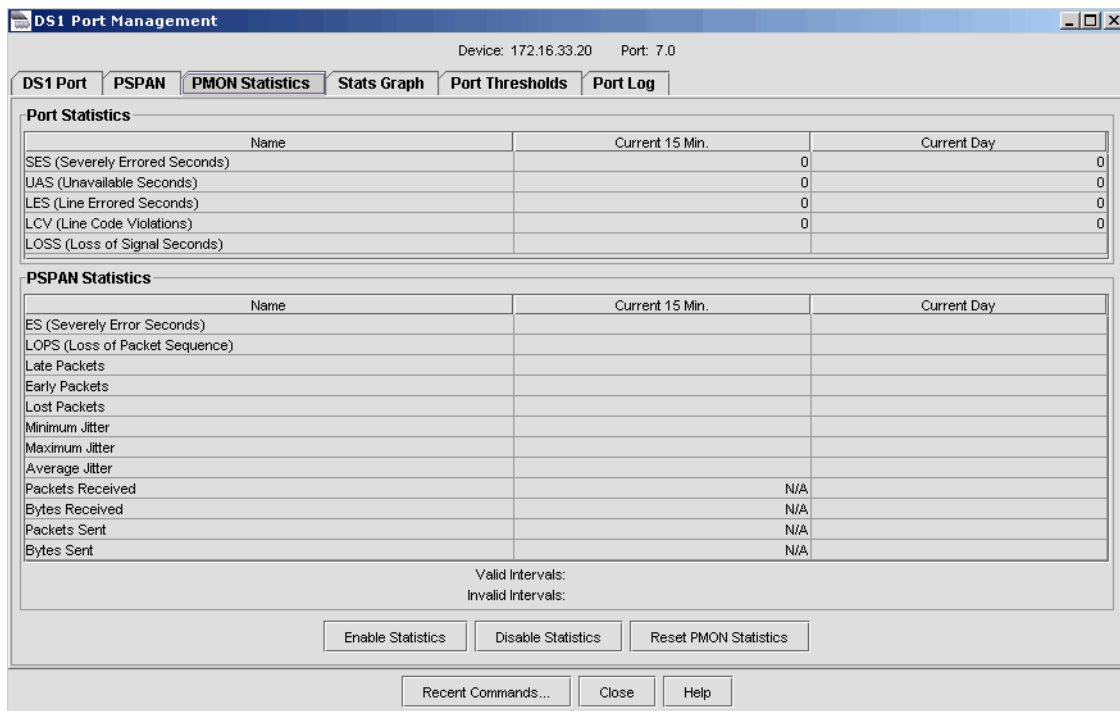 DS1 Port Management
Device: 172.16.33.20 Port: 7.0
DS1 Port PSPAN PMON Statistics Stats Graph Port Thresholds Port Log
Port Statistics
Name Current 15 Min. Current Day
SES (Severely Errored Seconds) 0 0
UAS (Unavailable Seconds) 0 0
LES (Line Errored Seconds) 0 0
LCV (Line Code Violations) 0 0
LOSS (Loss of Signal Seconds)
PSPAN Statistics
Name Current 15 Min. Current Day
ES (Severely Error Seconds)
LOPS (Loss of Packet Sequence)
Late Packets
Early Packets
Lost Packets
Minimum Jitter
Maximum Jitter
Average Jitter
Packets Received N/A
Bytes Received N/A
Packets Sent N/A
Bytes Sent N/A
Valid Intervals:
Invalid Intervals:
Enable Statistics Disable Statistics Reset PMON Statistics
Recent Commands... Close Help